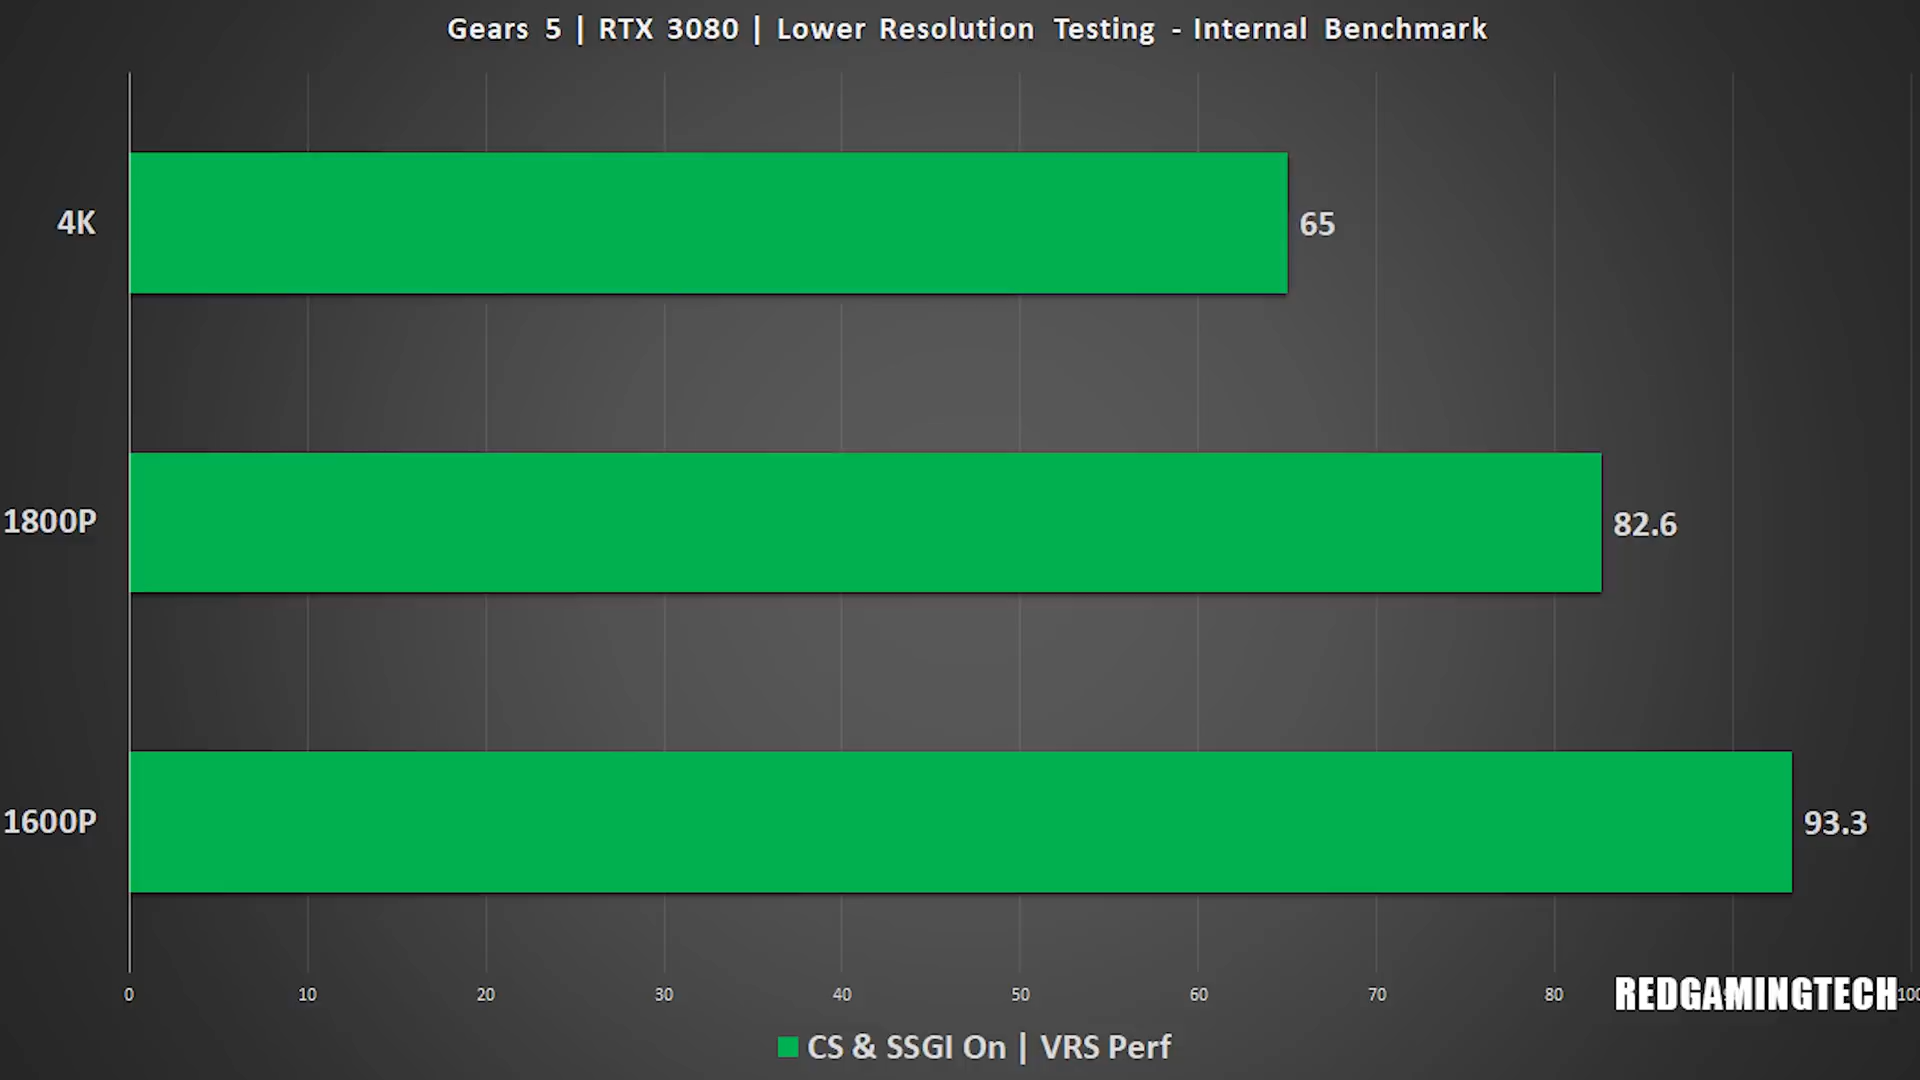 Gears 5 | RTX 3080 | Lower Resolution Testing - Internal Benchmark
4K
65
1800P
82.6
1600P
93.3
0 10 20 30 40 50 60 70 80 100
REDGAMINGTECH
CS & SSGI On | VRS Perf